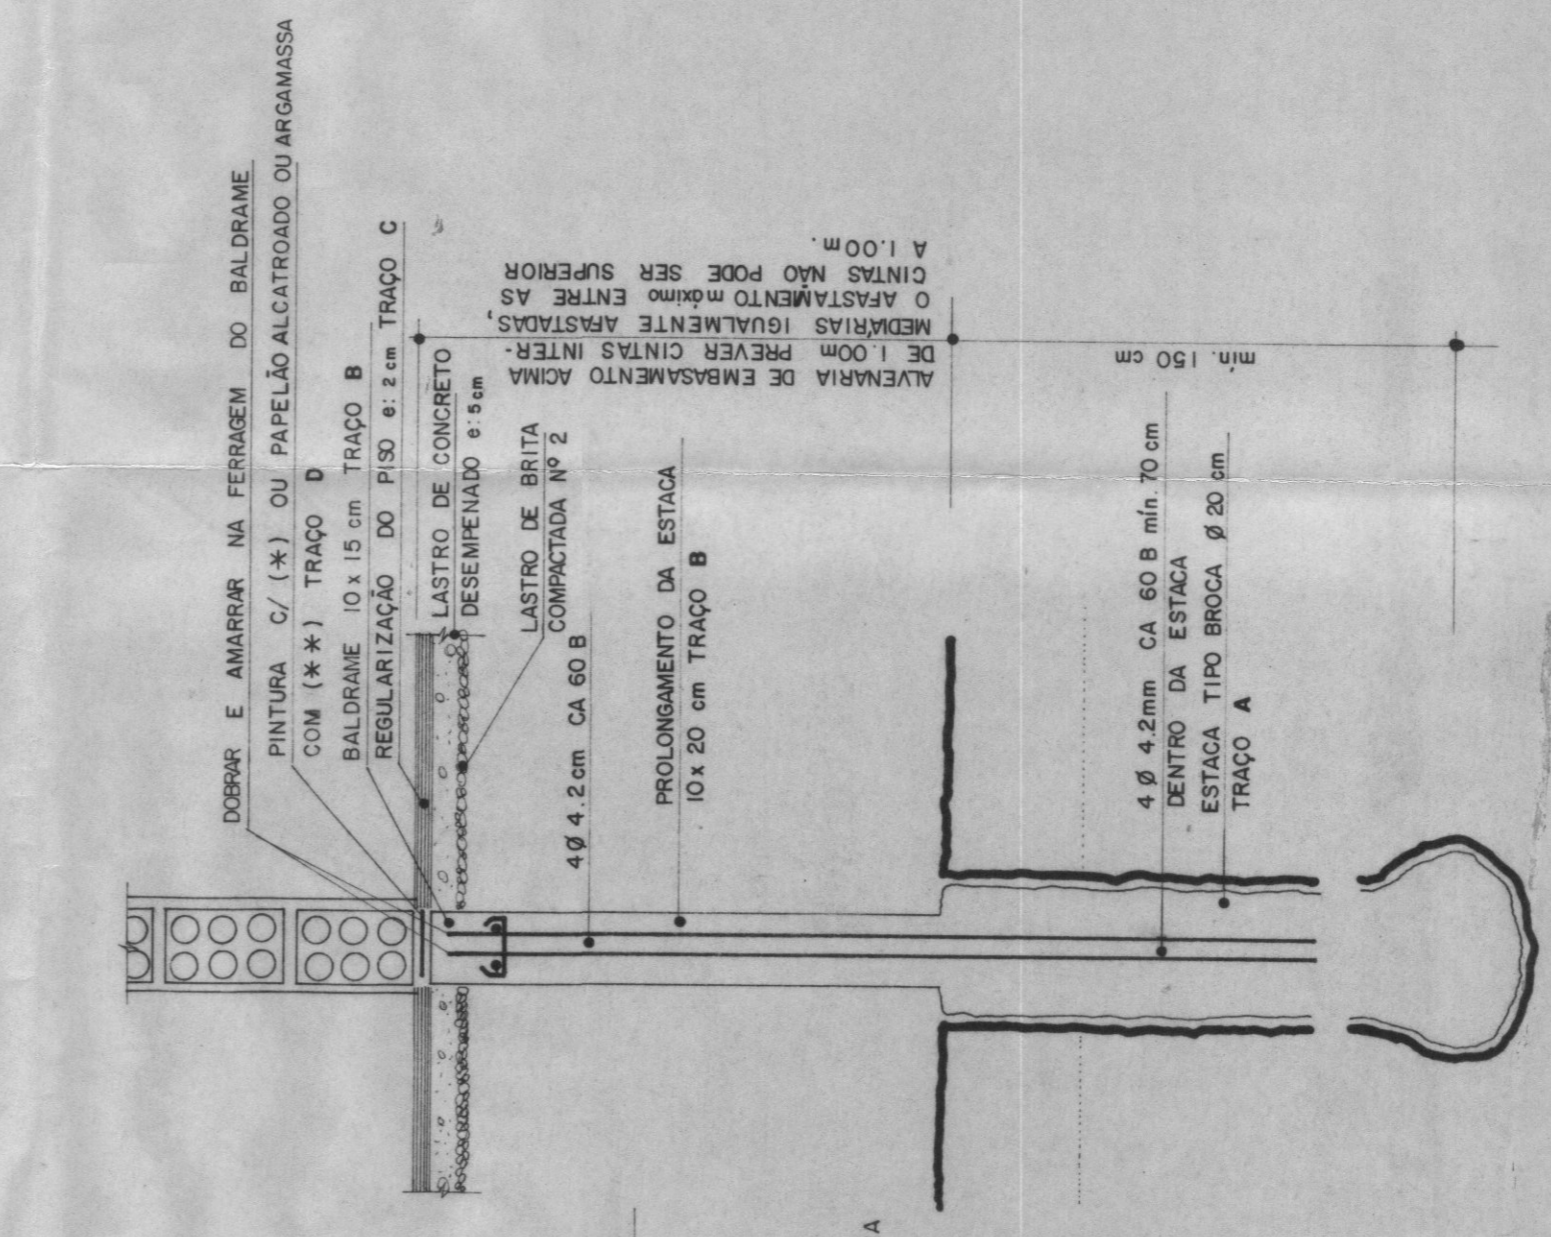 DOBRAR E AMARRAR NA FERRAGEM DO BALDRAME
PINTURA C/ (*) OU PAPELÃO ALCATROADO OU ARGAMASSA
COM (**) TRAÇO D
BALDRAME 10 x 15 cm TRAÇO B
REGULARIZAÇÃO DO PISO e: 2 cm TRAÇO C
LASTRO DE CONCRETO
DESEMPENADO e: 5 cm
LASTRO DE BRITA
COMPACTADA Nº 2
4 Ø 4.2 cm CA 60 B
PROLONGAMENTO DA ESTACA
10 x 20 cm TRAÇO B
ALVENARIA DE EMBASAMENTO ACIMA
DE 1.00m PREVER CINTAS INTER-
MEDIÁRIAS IGUALMENTE AFASTADAS,
O AFASTAMENTO máximo ENTRE AS
CINTAS NÃO PODE SER SUPERIOR
A 1.00m.
mín. 150 cm
4 Ø 4.2mm CA 60 B mín. 70 cm
DENTRO DA ESTACA
ESTACA TIPO BROCA Ø 20 cm
TRAÇO A
A